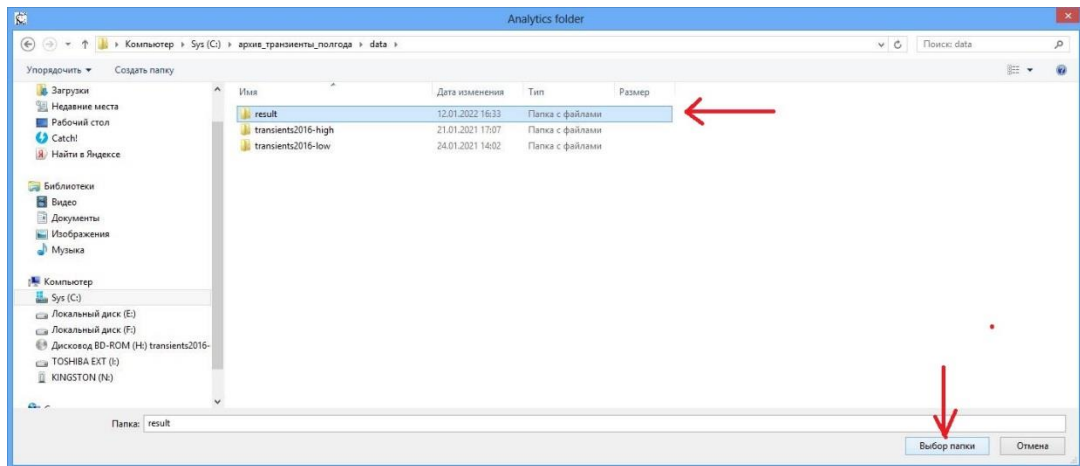 Analytics folder
Компьютер ▸ Sys (C:) ▸ архив_транзиенты_полгода ▸ data ▸
Поиск: data
Упорядочить ▾ Создать папку
Загрузки
Недавние места
Рабочий стол
Catch!
Найти в Яндексе
Библиотеки
Видео
Документы
Изображения
Музыка
Компьютер
Sys (C:)
Локальный диск (E:)
Локальный диск (F:)
Дисковод BD-ROM (H:) transients2016-
TOSHIBA EXT (I:)
KINGSTON (N:)
Имя Дата изменения Тип Размер
result 12.01.2022 16:33 Папка с файлами
transients2016-high 21.01.2021 17:07 Папка с файлами
transients2016-low 24.01.2021 14:02 Папка с файлами
Папка: result
Выбор папки Отмена